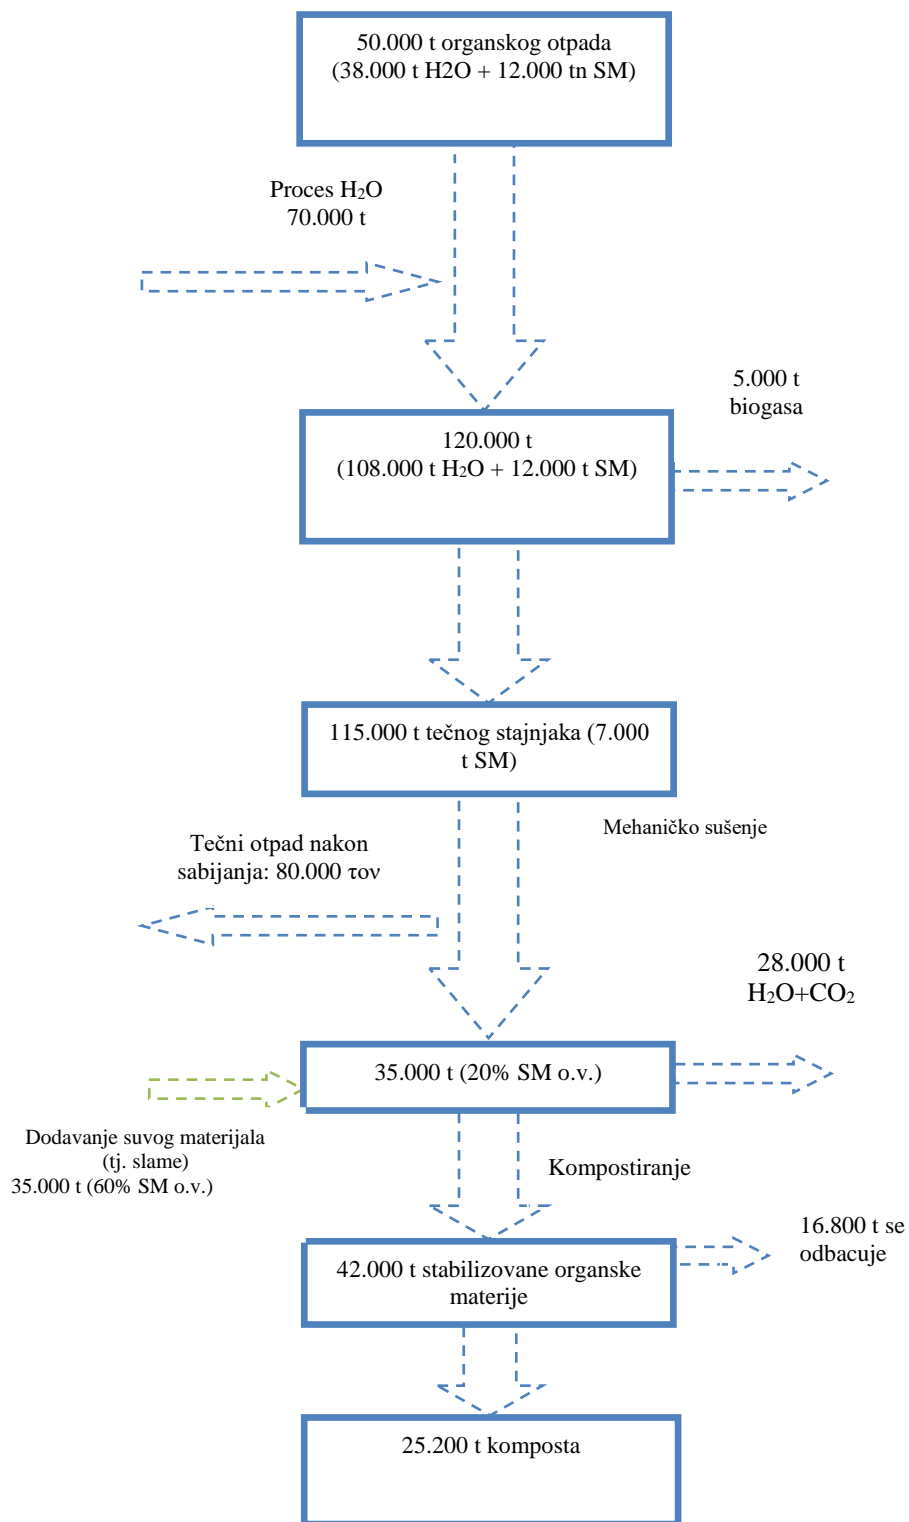 50.000 t organskog otpada
(38.000 t H2O + 12.000 tn SM)
Proces H₂O
70.000 t
5.000 t
biogasa
120.000 t
(108.000 t H₂O + 12.000 t SM)
115.000 t tečnog stajnjaka (7.000
t SM)
Mehaničko sušenje
Tečni otpad nakon
sabijanja: 80.000 τον
28.000 t
H₂O+CO₂
35.000 t (20% SM o.v.)
Dodavanje suvog materijala
(tj. slame)
35.000 t (60% SM o.v.)
Kompostiranje
16.800 t se
odbacuje
42.000 t stabilizovane organske
materije
25.200 t komposta